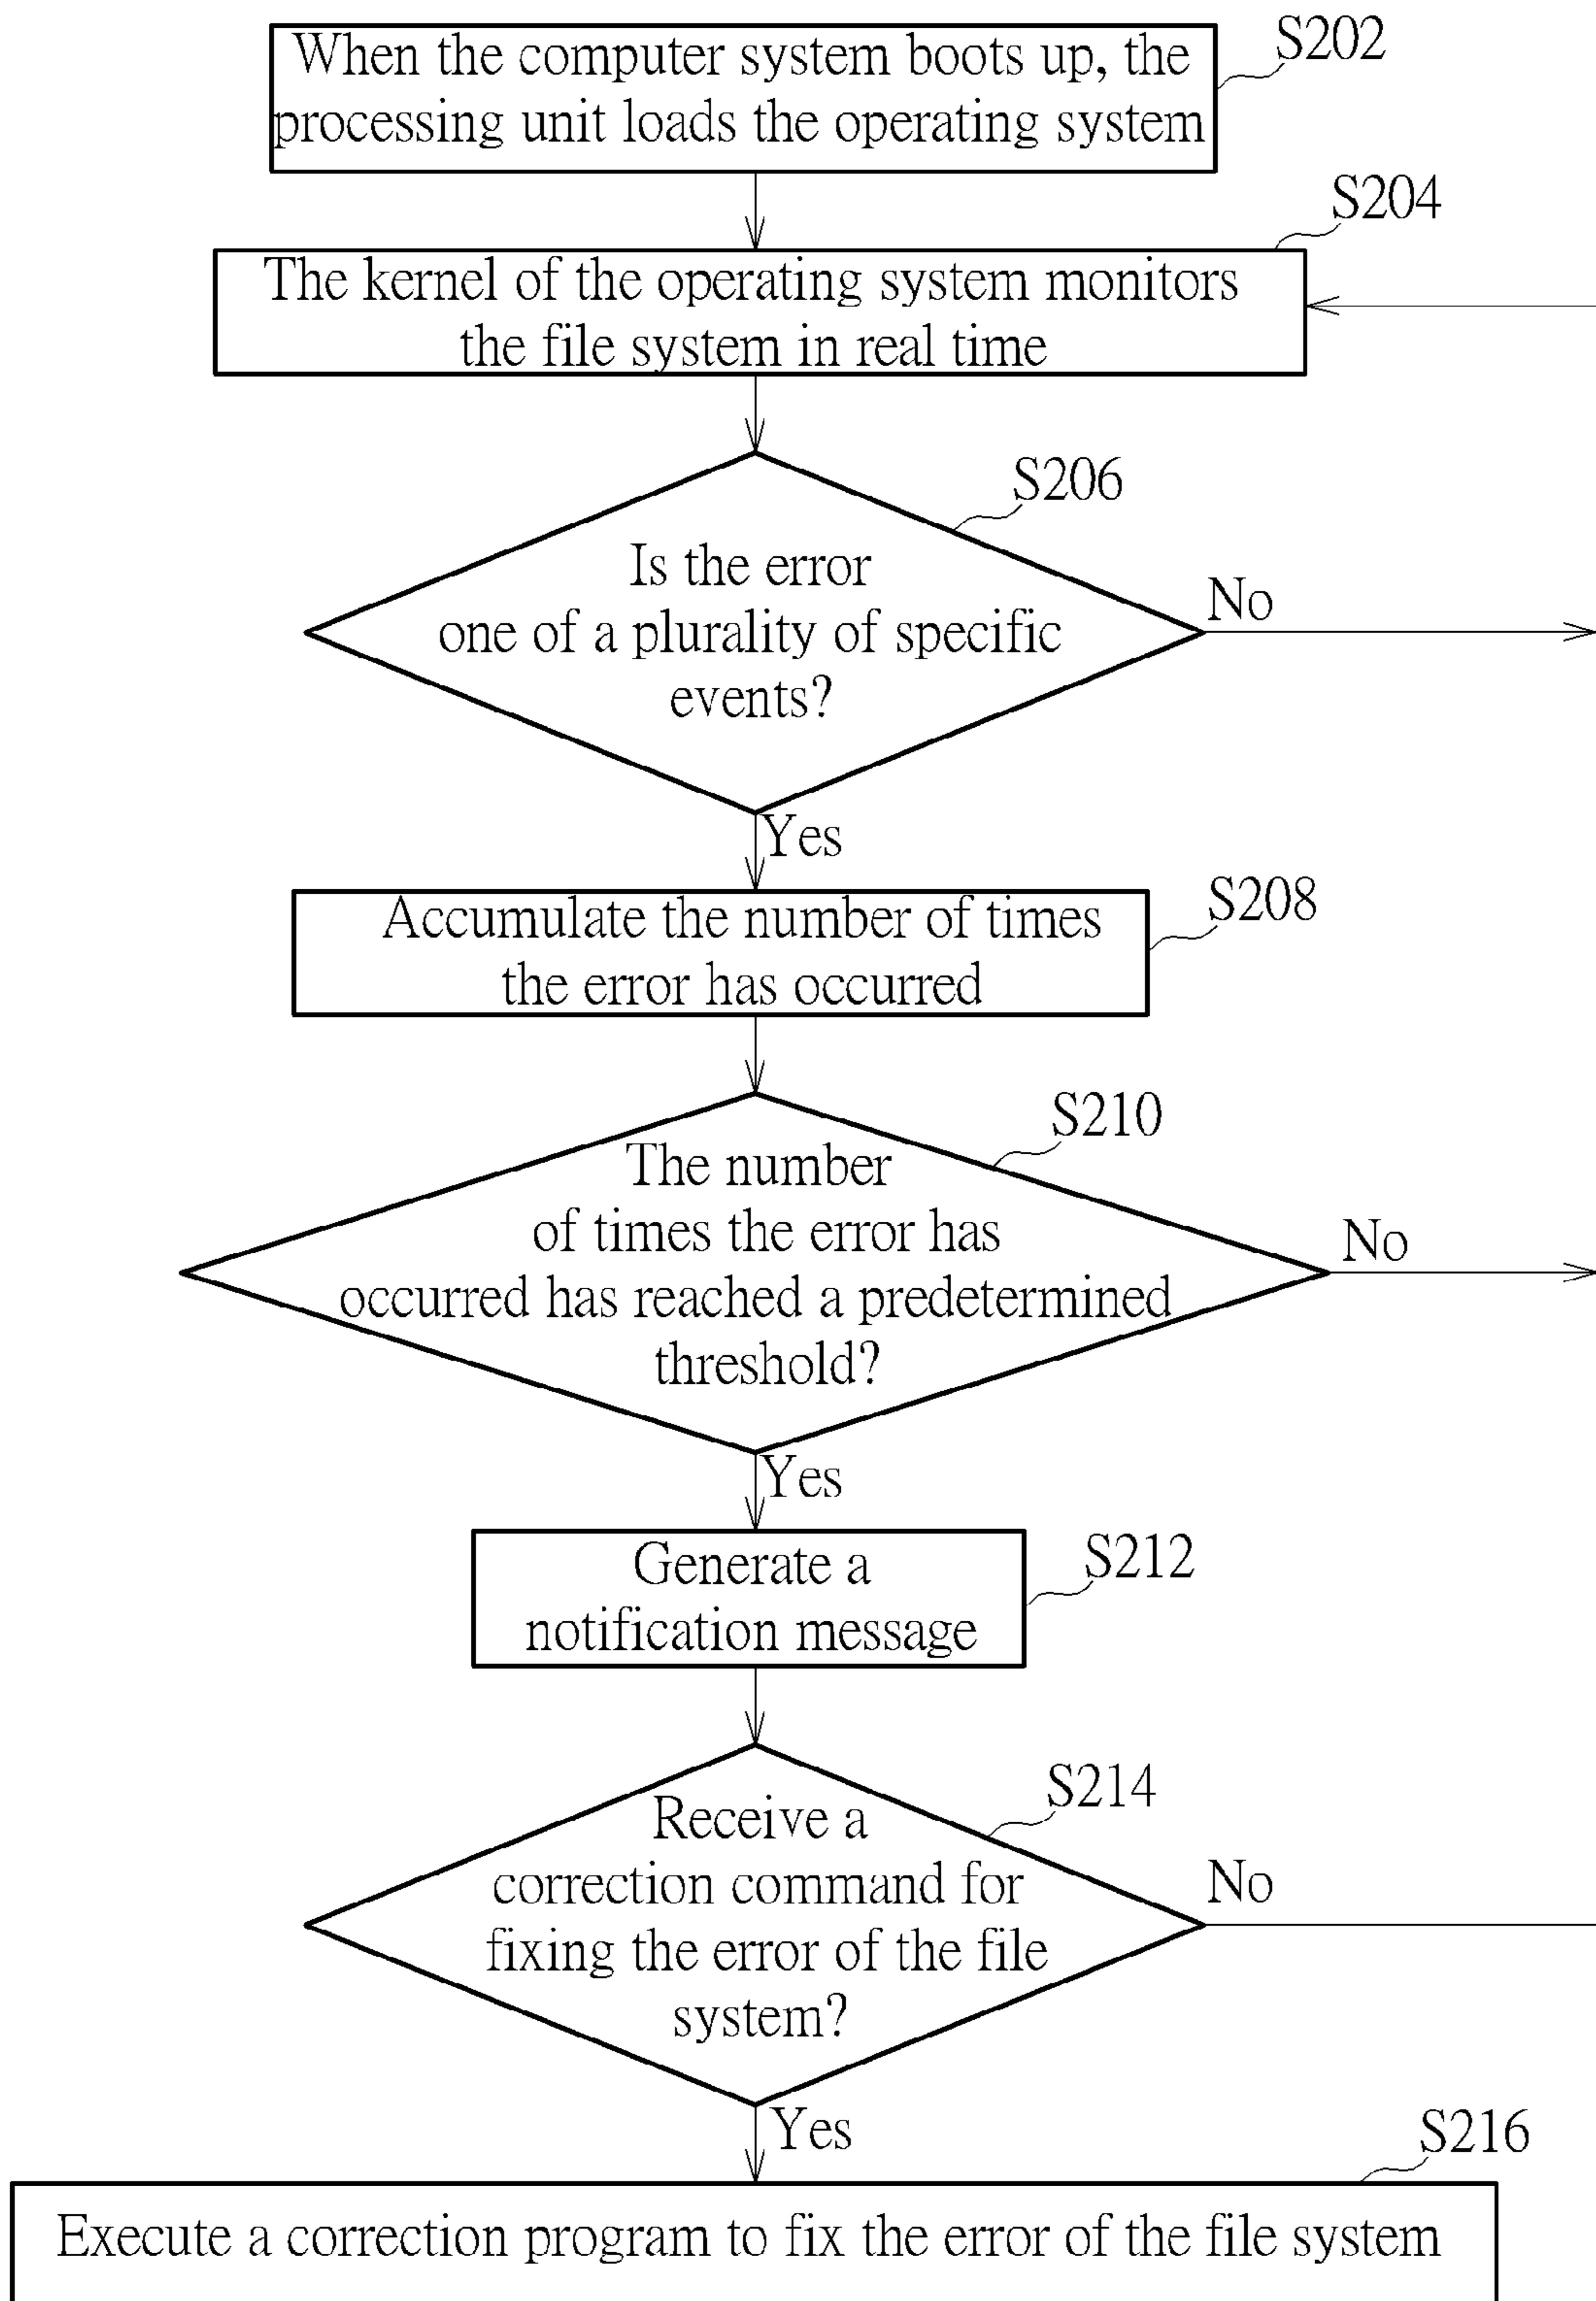 When the computer system boots up, the
processing unit loads the operating system
S202
S204
The kernel of the operating system monitors
the file system in real time
S206
Is the error
one of a plurality of specific
events?
No
Yes
S208
Accumulate the number of times
the error has occurred
S210
The number
of times the error has
occurred has reached a predetermined
threshold?
No
Yes
S212
Generate a
notification message
S214
Receive a
correction command for
fixing the error of the file
system?
No
Yes
S216
Execute a correction program to fix the error of the file system